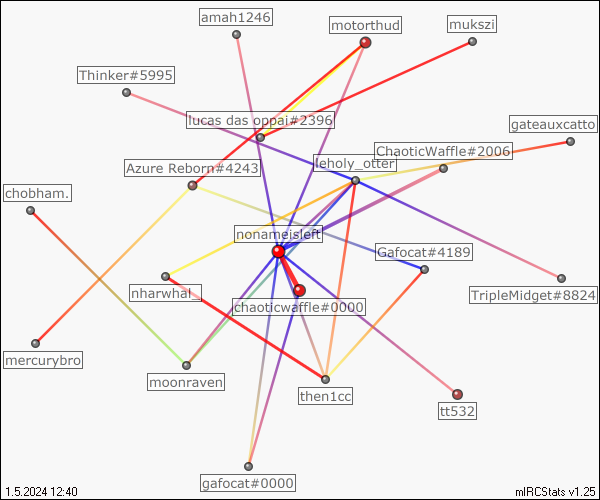 amah1246
motorthud
mukszi
Thinker#5995
lucas das oppai#2396
gateauxcatto
ChaoticWaffle#2006
leholy_otter
Azure Reborn#4243
chobham.
nonameisleft
Gafocat#4189
nharwhal_
TripleMidget#8824
chaoticwaffle#0000
mercurybro
moonraven
then1cc
tt532
gafocat#0000
1.5.2024 12:40
mIRCStats v1.25